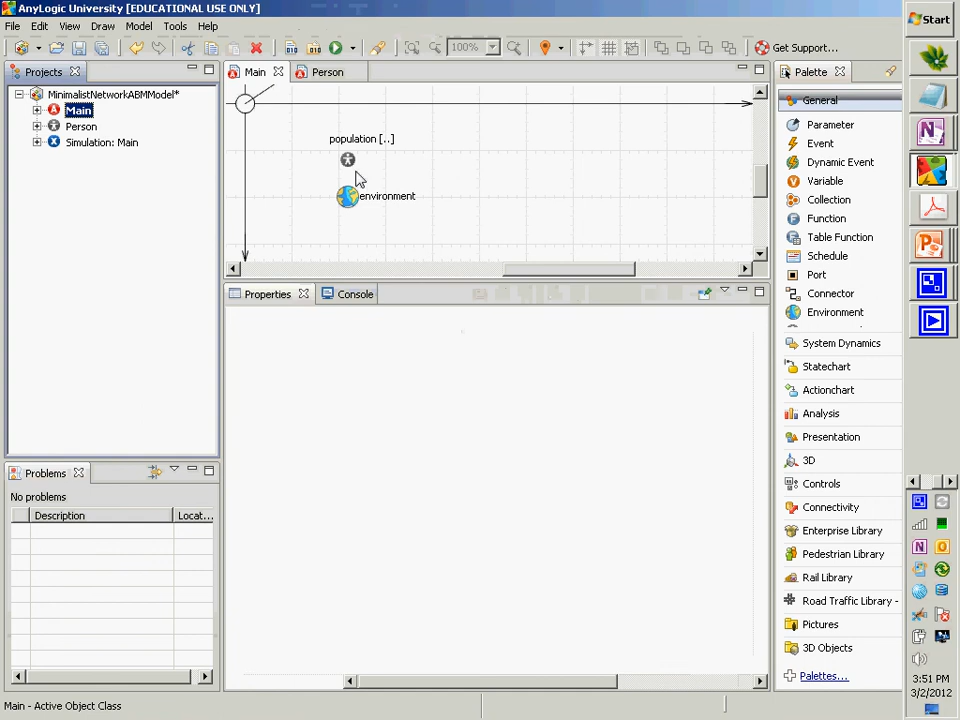 AnyLogic University [EDUCATIONAL USE ONLY]
File Edit View Draw Model Tools Help
100% Get Support...
Start
Projects
MinimalistNetworkABMModel*
Main
Person
Simulation: Main
Main
Person
population [..]
environment
Properties
Console
Problems
No problems
Description Locat...
Palette
General
Parameter
Event
Dynamic Event
Variable
Collection
Function
Table Function
Schedule
Port
Connector
Environment
System Dynamics
Statechart
Actionchart
Analysis
Presentation
3D
Controls
Connectivity
Enterprise Library
Pedestrian Library
Rail Library
Road Traffic Library -
Pictures
3D Objects
Palettes...
3:51 PM
3/2/2012
Main - Active Object Class